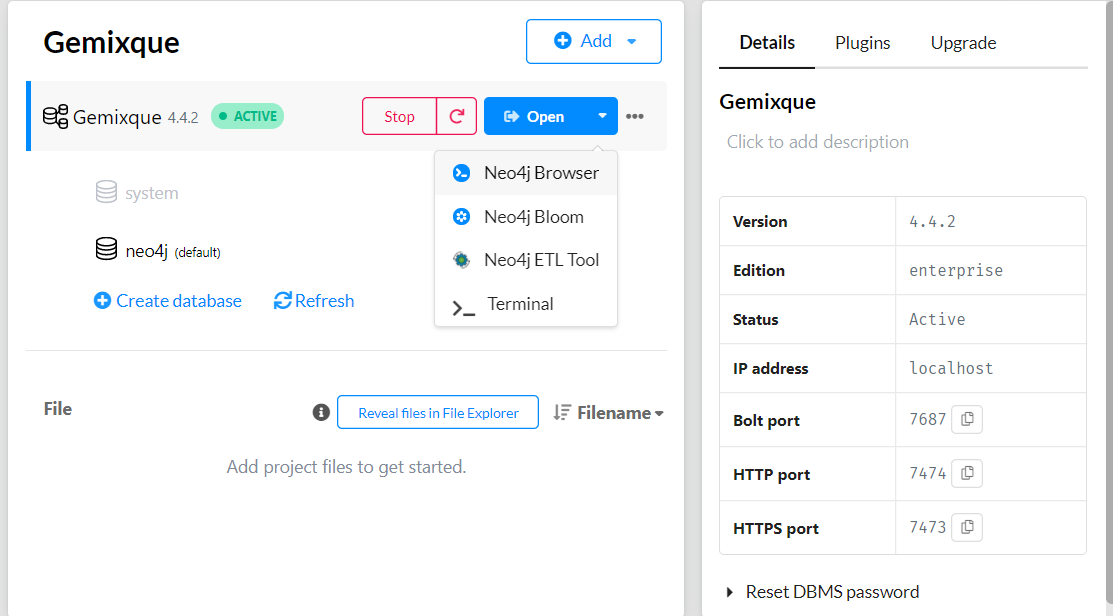 Gemixque
Add
Gemixque 4.4.2 ACTIVE
Stop
Open
•••
Neo4j Browser
Neo4j Bloom
Neo4j ETL Tool
Terminal
system
neo4j (default)
Create database
Refresh
File
Reveal files in File Explorer
Filename
Add project files to get started.
Details Plugins Upgrade
Gemixque
Click to add description
Version 4.4.2
Edition enterprise
Status Active
IP address localhost
Bolt port 7687
HTTP port 7474
HTTPS port 7473
Reset DBMS password